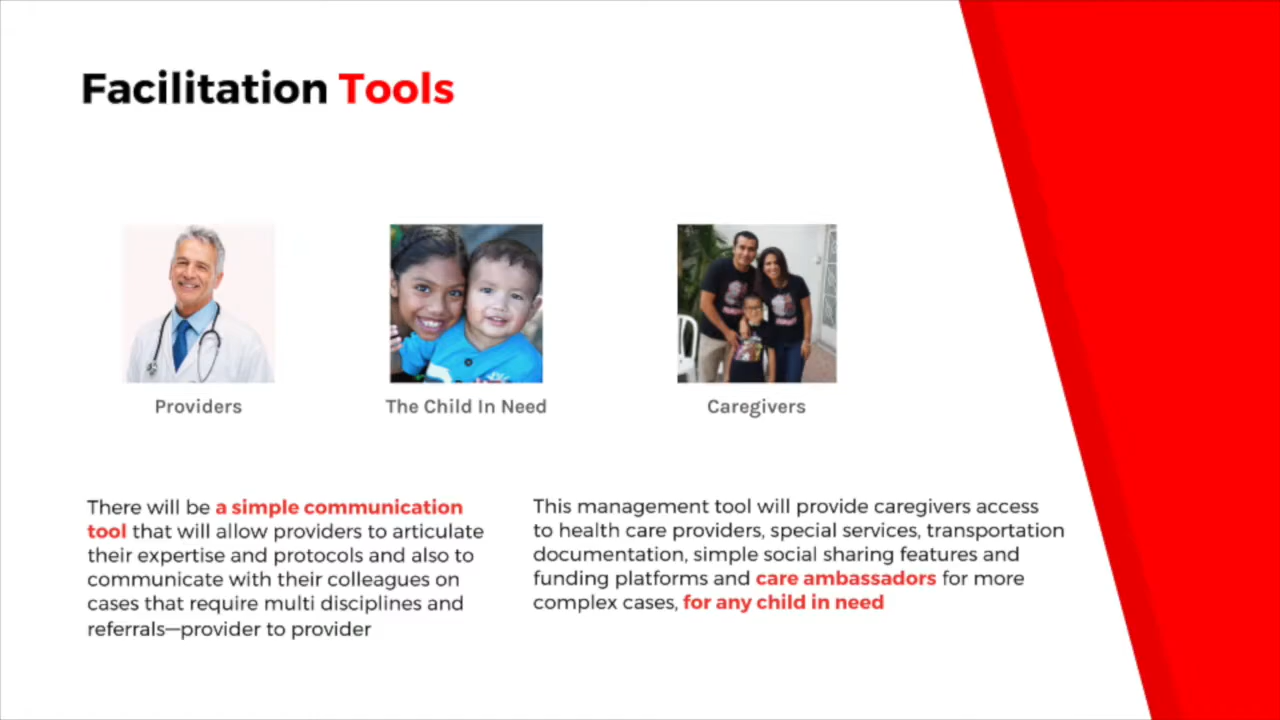 Facilitation Tools
Providers
The Child In Need
Caregivers
There will be a simple communication
tool that will allow providers to articulate
their expertise and protocols and also to
communicate with their colleagues on
cases that require multi disciplines and
referrals—provider to provider
This management tool will provide caregivers access
to health care providers, special services, transportation
documentation, simple social sharing features and
funding platforms and care ambassadors for more
complex cases, for any child in need